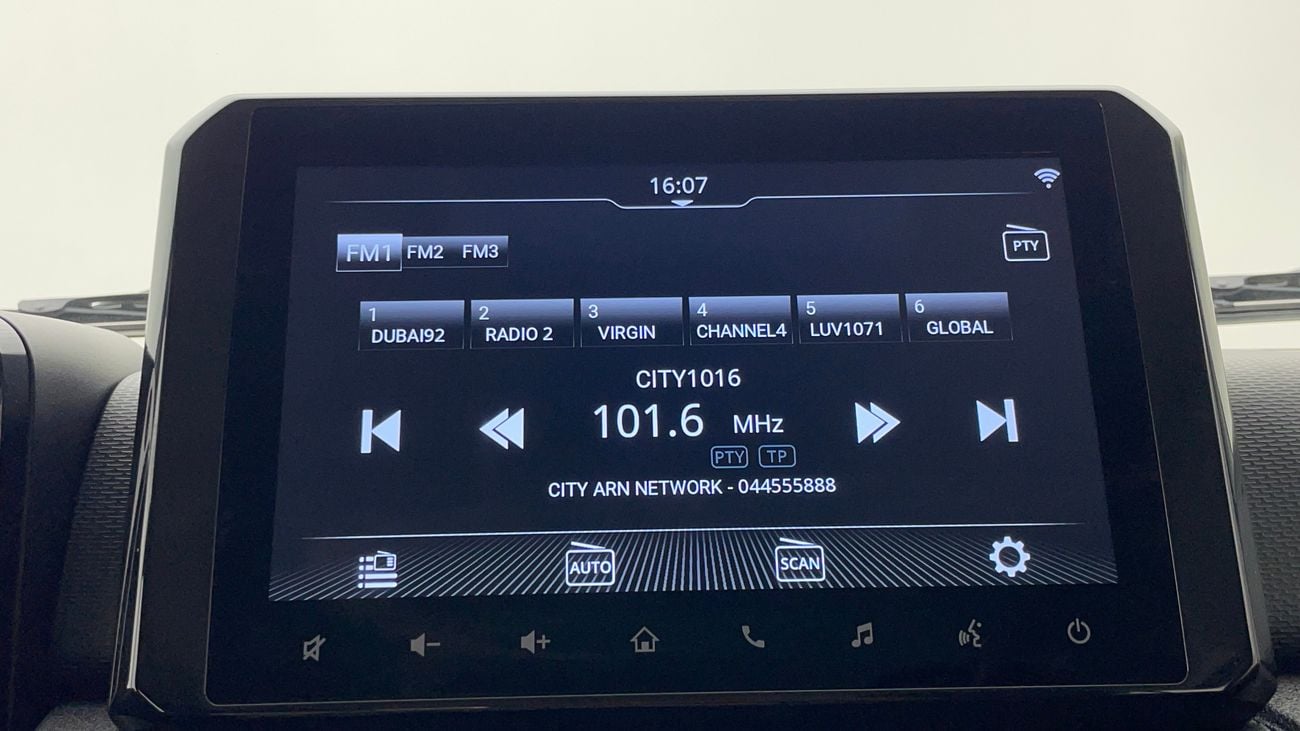 16:07
FM1 FM2 FM3
PTY
1 DUBAI92
2 RADIO 2
3 VIRGIN
4 CHANNEL4
5 LUV1071
6 GLOBAL
CITY1016
101.6 MHz
PTY TP
CITY ARN NETWORK - 044555888
AUTO SCAN